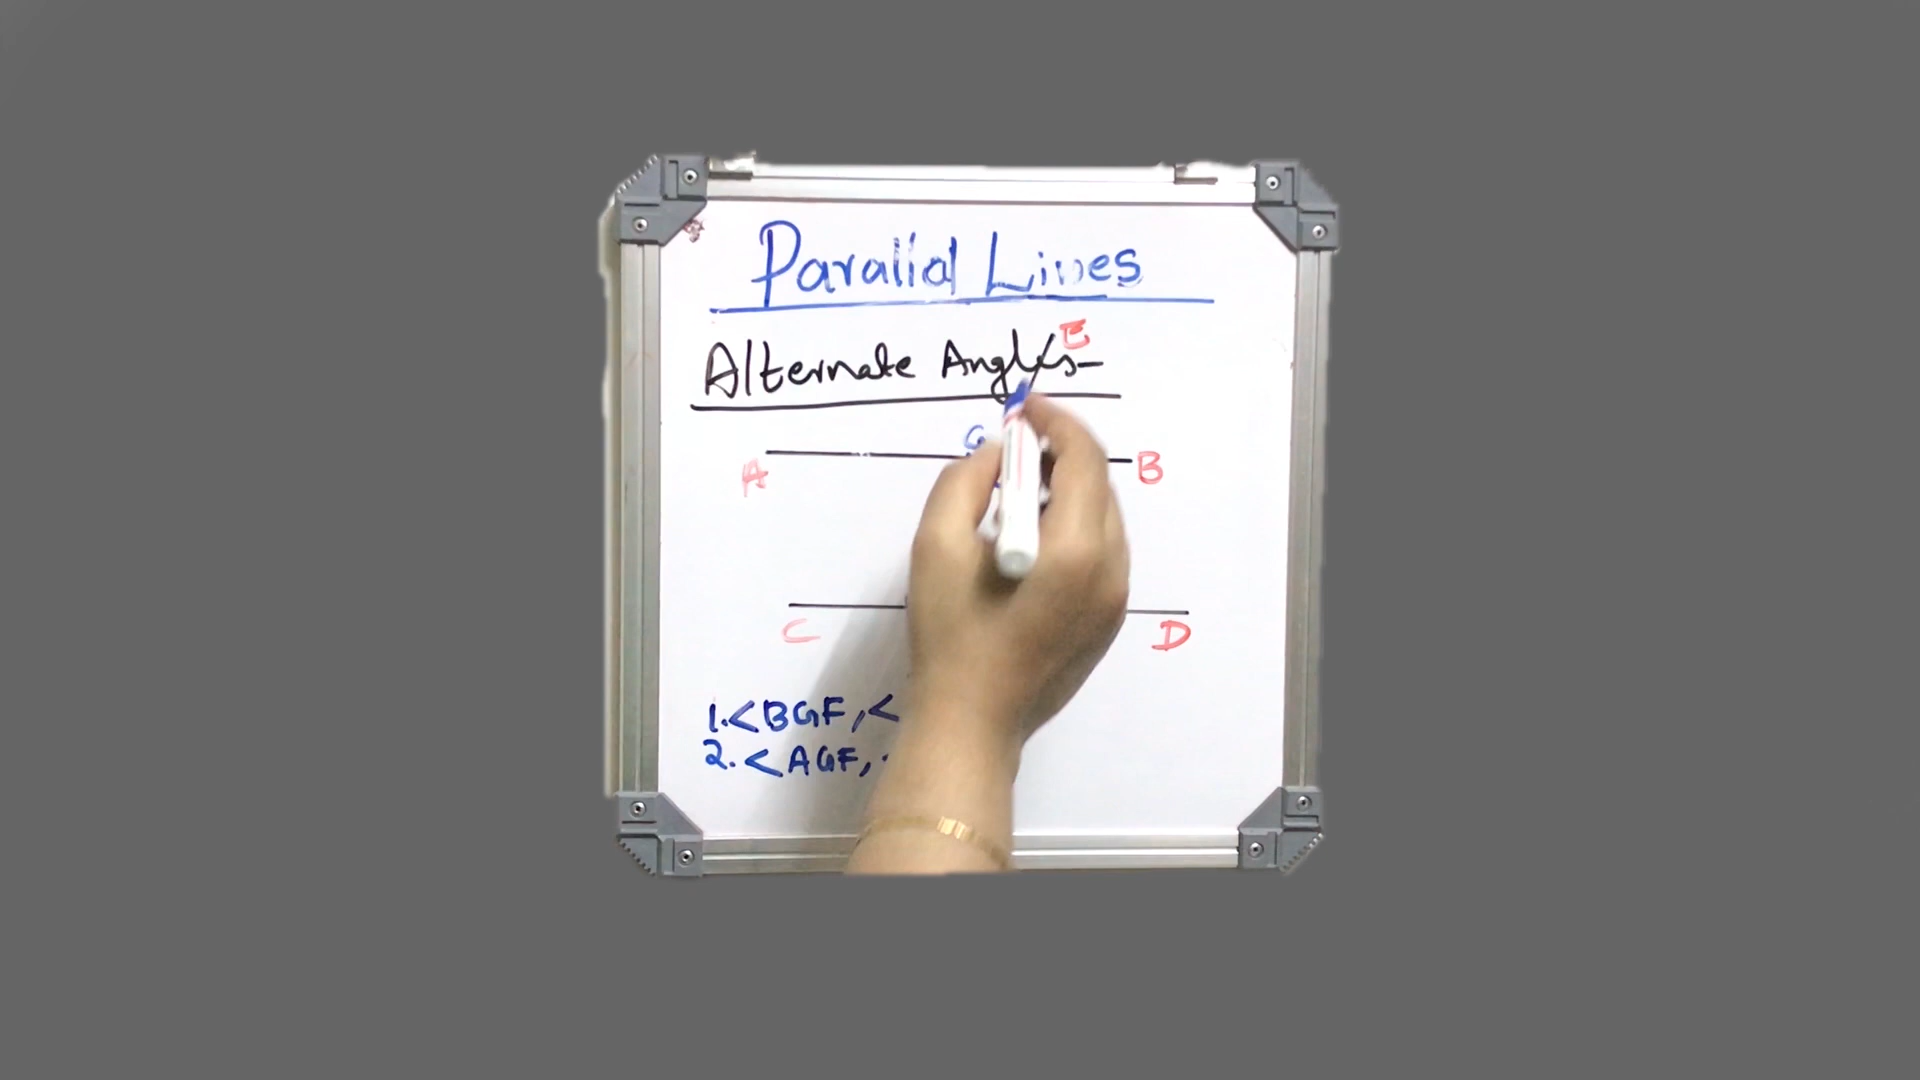 Parallel Lines
Alternate Angles
E
G
A B
C D
1.<BGF,<
2.<AGF,